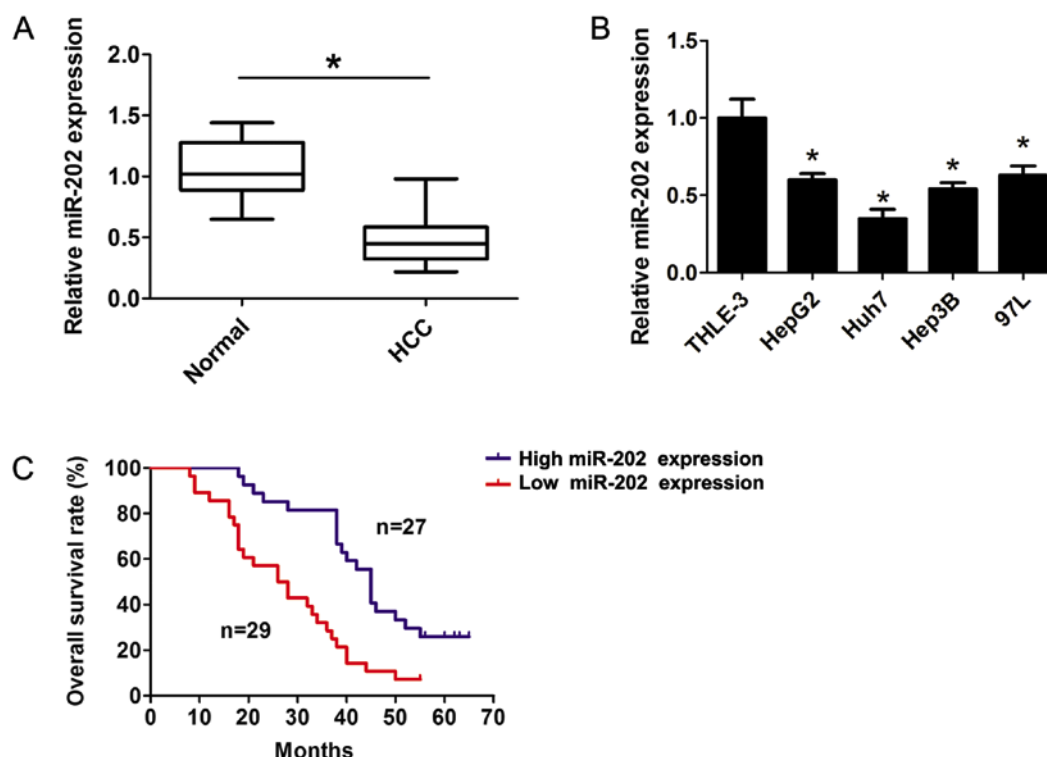 A
Relative miR-202 expression
2.0
1.5
1.0
0.5
0.0
*
Normal
HCC
B
Relative miR-202 expression
1.5
1.0
0.5
0.0
*
*
*
*
THLE-3
HepG2
Huh7
Hep3B
97L
C
Overall survival rate (%)
100
80
60
40
20
0
0 10 20 30 40 50 60 70
Months
High miR-202 expression
Low miR-202 expression
n=27
n=29